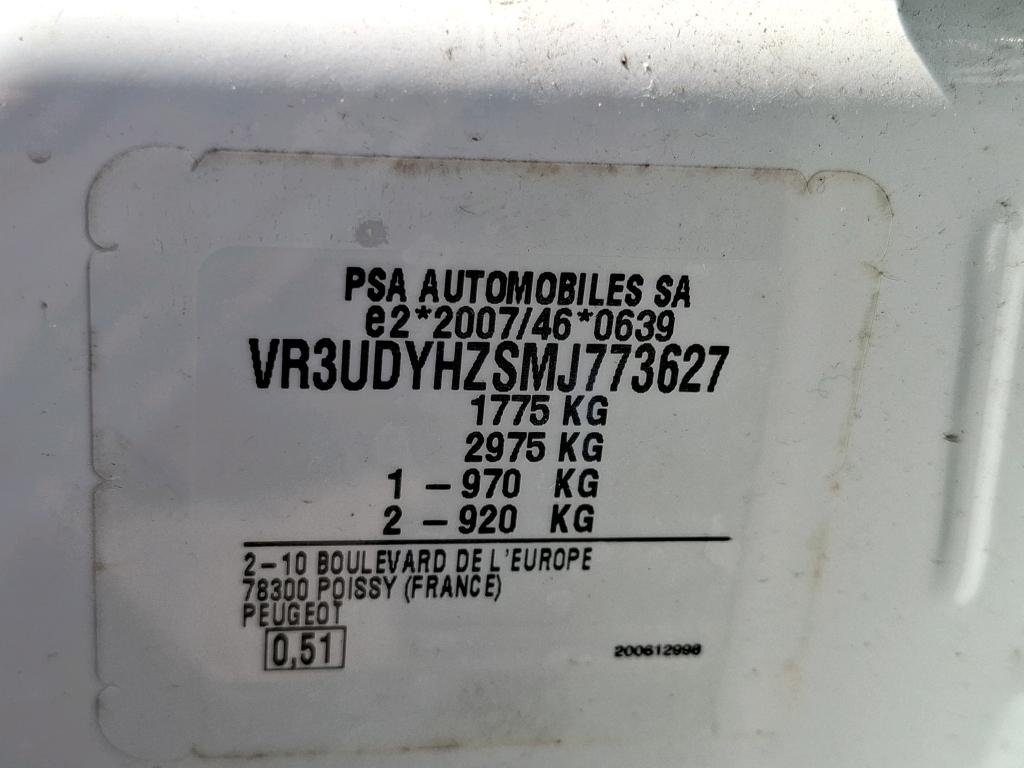 PSA AUTOMOBILES SA
e2*2007/46*0639
VR3UDYHZSMJ773627
1775 KG
2975 KG
1 – 970 KG
2 – 920 KG
2-10 BOULEVARD DE L'EUROPE
78300 POISSY (FRANCE)
PEUGEOT
0,51
200612998